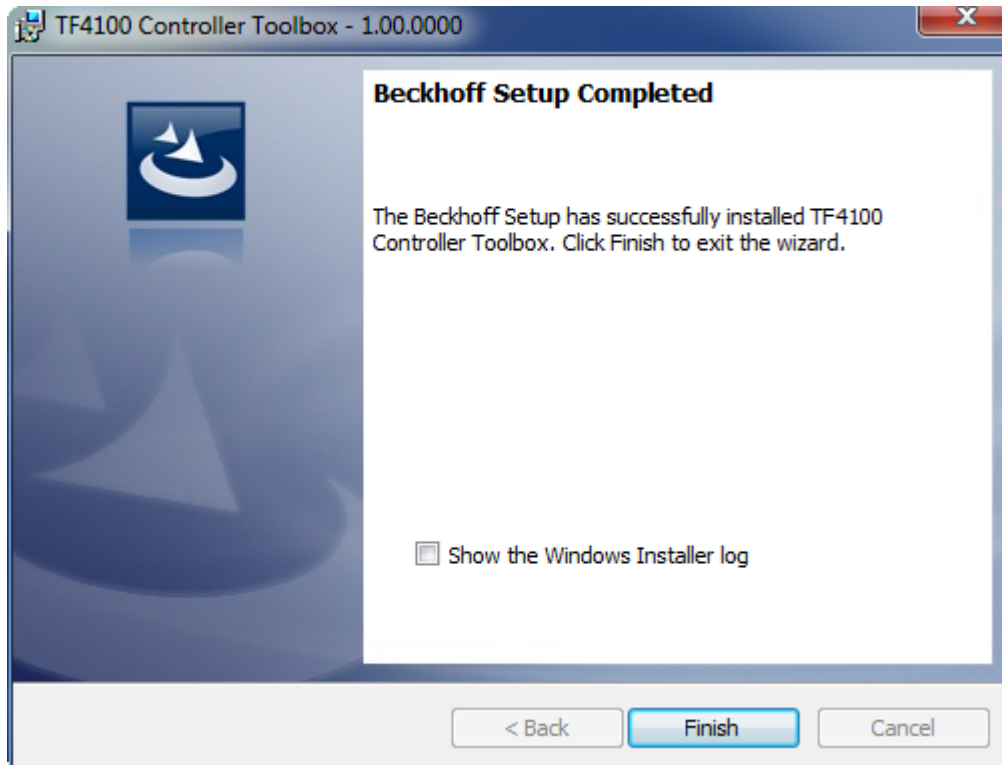 TF4100 Controller Toolbox - 1.00.0000
Beckhoff Setup Completed
The Beckhoff Setup has successfully installed TF4100
Controller Toolbox. Click Finish to exit the wizard.
Show the Windows Installer log
< Back Finish Cancel